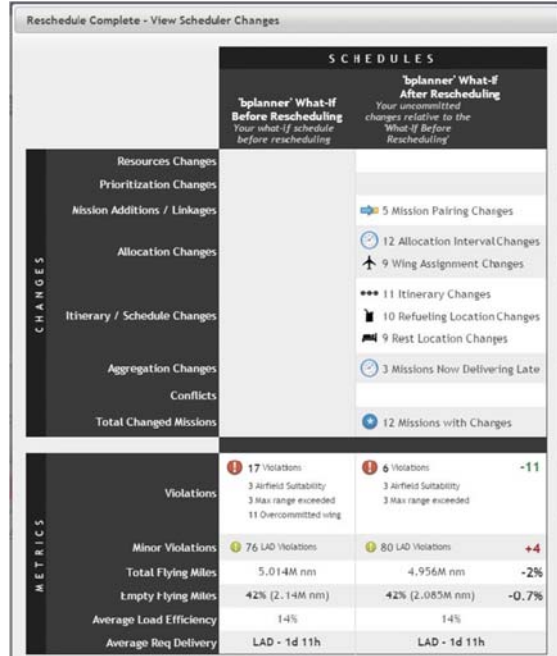 Reschedule Complete - View Scheduler Changes
SCHEDULES
'bplanner' What-If
Before Rescheduling
Your what-if schedule
before rescheduling
'bplanner' What-If
After Rescheduling
Your uncommitted
changes relative to the
'What-If Before
Rescheduling'
CHANGES
Resources Changes
Prioritization Changes
Mission Additions / Linkages
5 Mission Pairing Changes
Allocation Changes
12 Allocation Interval Changes
9 Wing Assignment Changes
Itinerary / Schedule Changes
11 Itinerary Changes
10 Refueling Location Changes
9 Rest Location Changes
Aggregation Changes
3 Missions Now Delivering Late
Conflicts
Total Changed Missions
12 Missions with Changes
METRICS
Violations
17 Violations
3 Airfield Suitability
3 Max range exceeded
11 Overcommitted wing
6 Violations
3 Airfield Suitability
3 Max range exceeded
-11
Minor Violations
76 LAD Violations
80 LAD Violations
+4
Total Flying Miles
5.014M nm
4.956M nm
-2%
Empty Flying Miles
42% (2.14M nm)
42% (2.085M nm)
-0.7%
Average Load Efficiency
14%
14%
Average Req Delivery
LAD - 1d 11h
LAD - 1d 11h